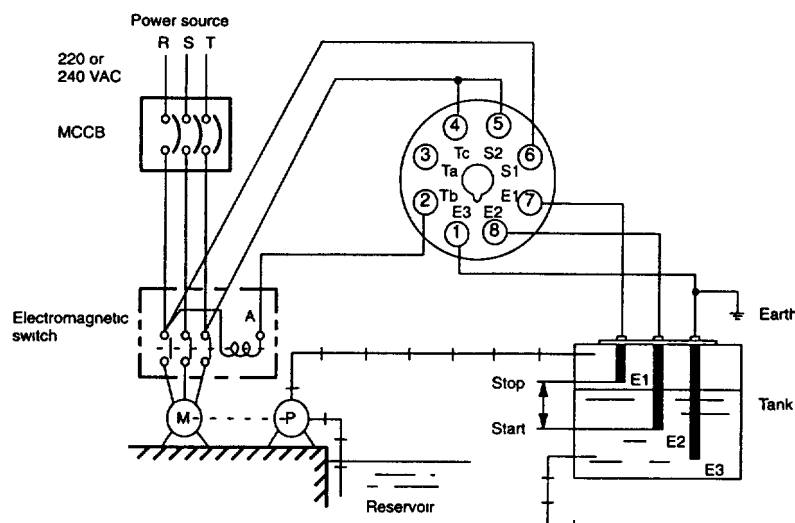 Power source
R S T
220 or
240 VAC
MCCB
4 5
3 Tc S2 6
Ta S1
2 Tb E1 7
E3 E2
1 8
Electromagnetic
switch
A
Earth
Stop
E1
Tank
M P
Start
E2
E3
Reservoir